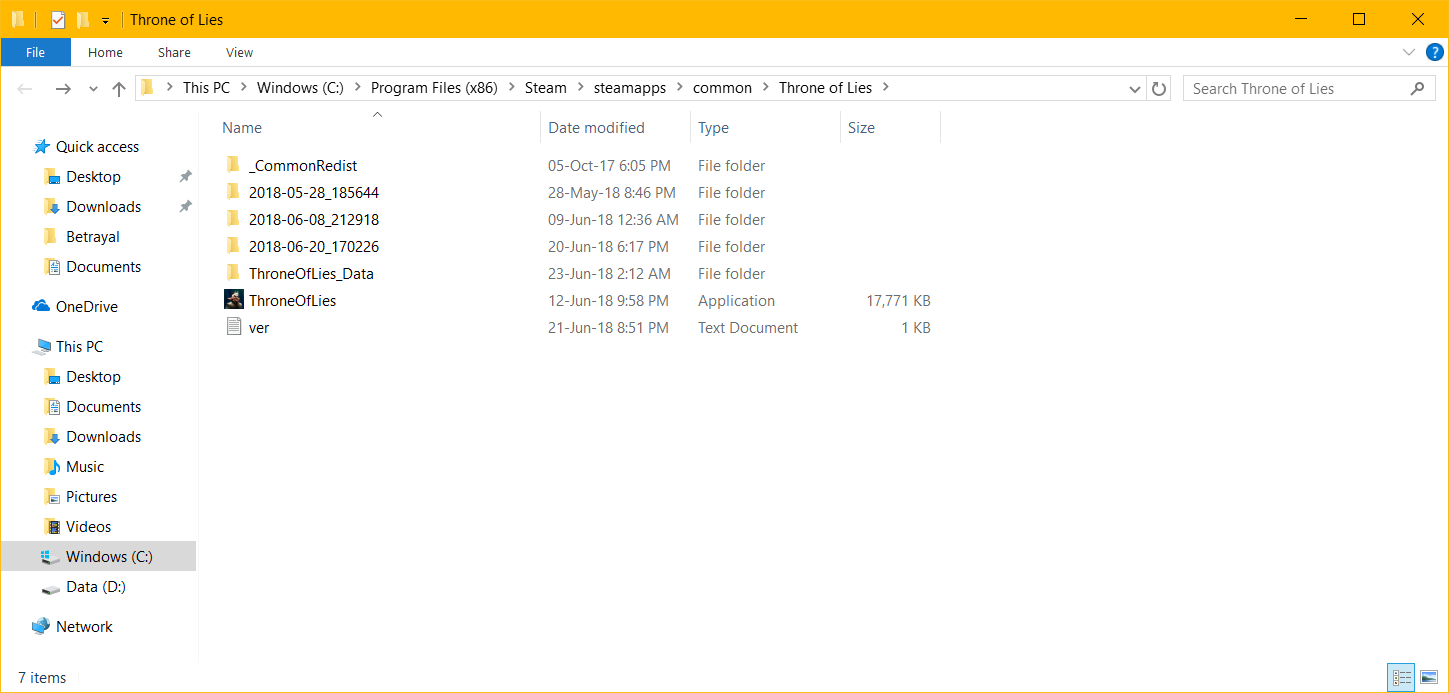 Throne of Lies
File Home Share View
This PC Windows (C:) Program Files (x86) Steam steamapps common Throne of Lies Search Throne of Lies
Name Date modified Type Size
Quick access
Desktop
Downloads
Betrayal
Documents
OneDrive
This PC
Desktop
Documents
Downloads
Music
Pictures
Videos
Windows (C:)
Data (D:)
Network
_CommonRedist 05-Oct-17 6:05 PM File folder
2018-05-28_185644 28-May-18 8:46 PM File folder
2018-06-08_212918 09-Jun-18 12:36 AM File folder
2018-06-20_170226 20-Jun-18 6:17 PM File folder
ThroneOfLies_Data 23-Jun-18 2:12 AM File folder
ThroneOfLies 12-Jun-18 9:58 PM Application 17,771 KB
ver 21-Jun-18 8:51 PM Text Document 1 KB
7 items